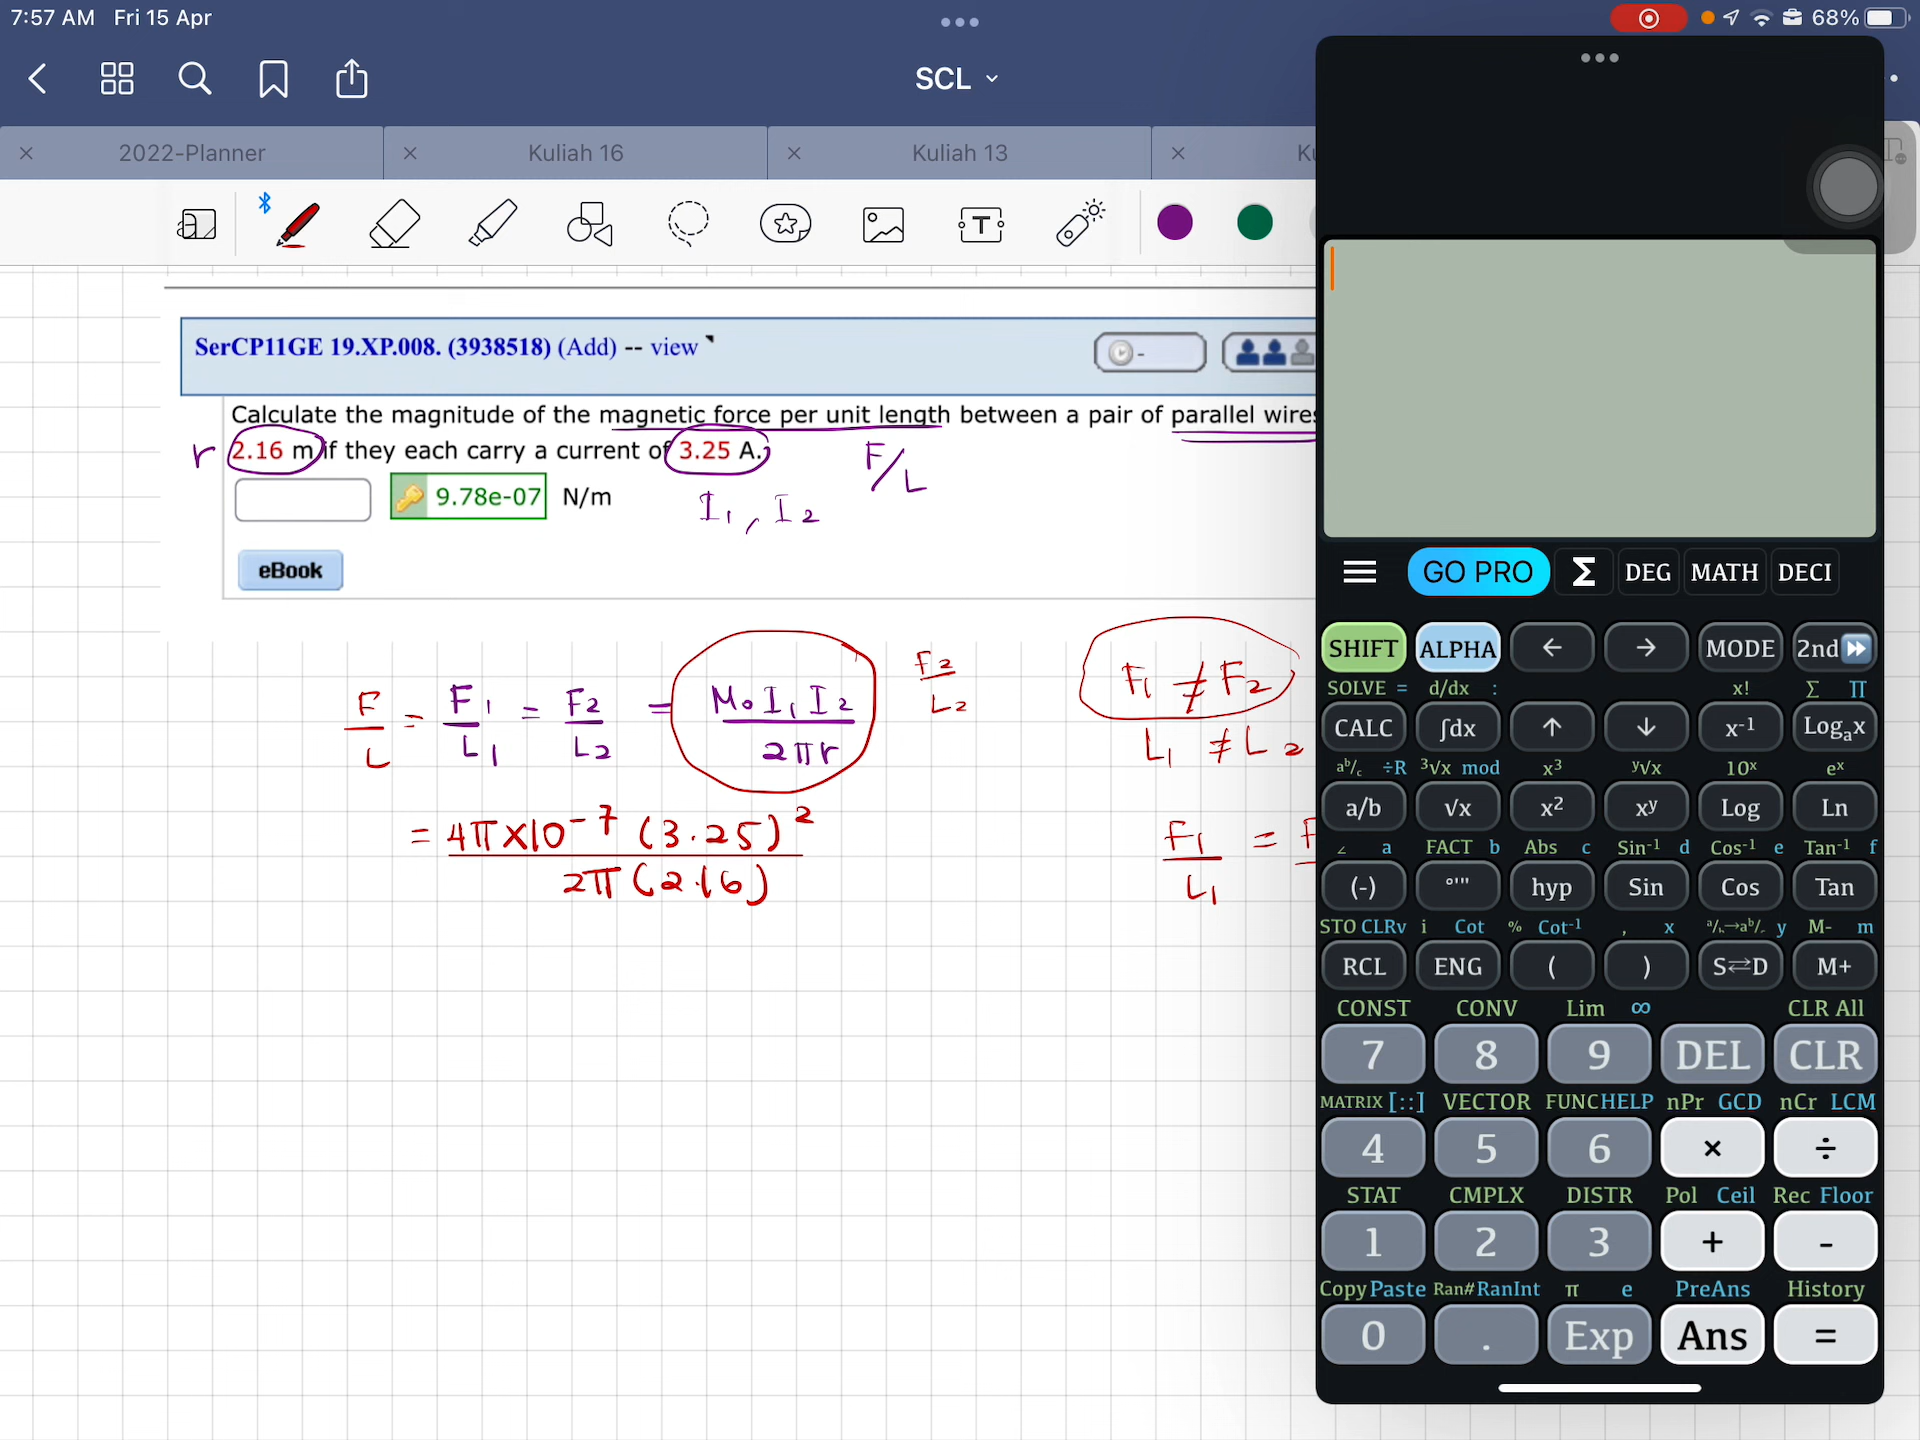 7:57 AM Fri 15 Apr
68%
SCL
2022-Planner
Kuliah 16
Kuliah 13
SerCP11GE 19.XP.008. (3938518) (Add) -- view
-
Calculate the magnitude of the magnetic force per unit length between a pair of parallel wires
r 2.16 m if they each carry a current of 3.25 A.
F/L
9.78e-07 N/m
I₁, I₂
eBook
F/L = F₁/L₁ = F₂/L₂ = M₀I₁I₂/2πr
F₂/L₂
F₁ ≠ F₂
L₁ ≠ L₂
= 4π×10⁻⁷ (3.25)²
2π(2.16)
F₁/L₁ = F
GO PRO Σ DEG MATH DECI
SHIFT ALPHA ← → MODE 2nd
SOLVE = d/dx : x! Σ Π
CALC ∫dx ↑ ↓ x⁻¹ Logₐx
aᵇ/c ÷R ³√x mod x³ ʸ√x 10ˣ eˣ
a/b √x x² xʸ Log Ln
∠ a FACT b Abs c Sin⁻¹ d Cos⁻¹ e Tan⁻¹ f
(-) °'" hyp Sin Cos Tan
STO CLRv i Cot % Cot⁻¹ , x y M- m
RCL ENG ( ) S⇄D M+
CONST CONV Lim ∞ CLR All
7 8 9 DEL CLR
MATRIX [::] VECTOR FUNC HELP nPr GCD nCr LCM
4 5 6 × ÷
STAT CMPLX DISTR Pol Ceil Rec Floor
1 2 3 + -
Copy Paste Ran# RanInt π e PreAns History
0 . Exp Ans =